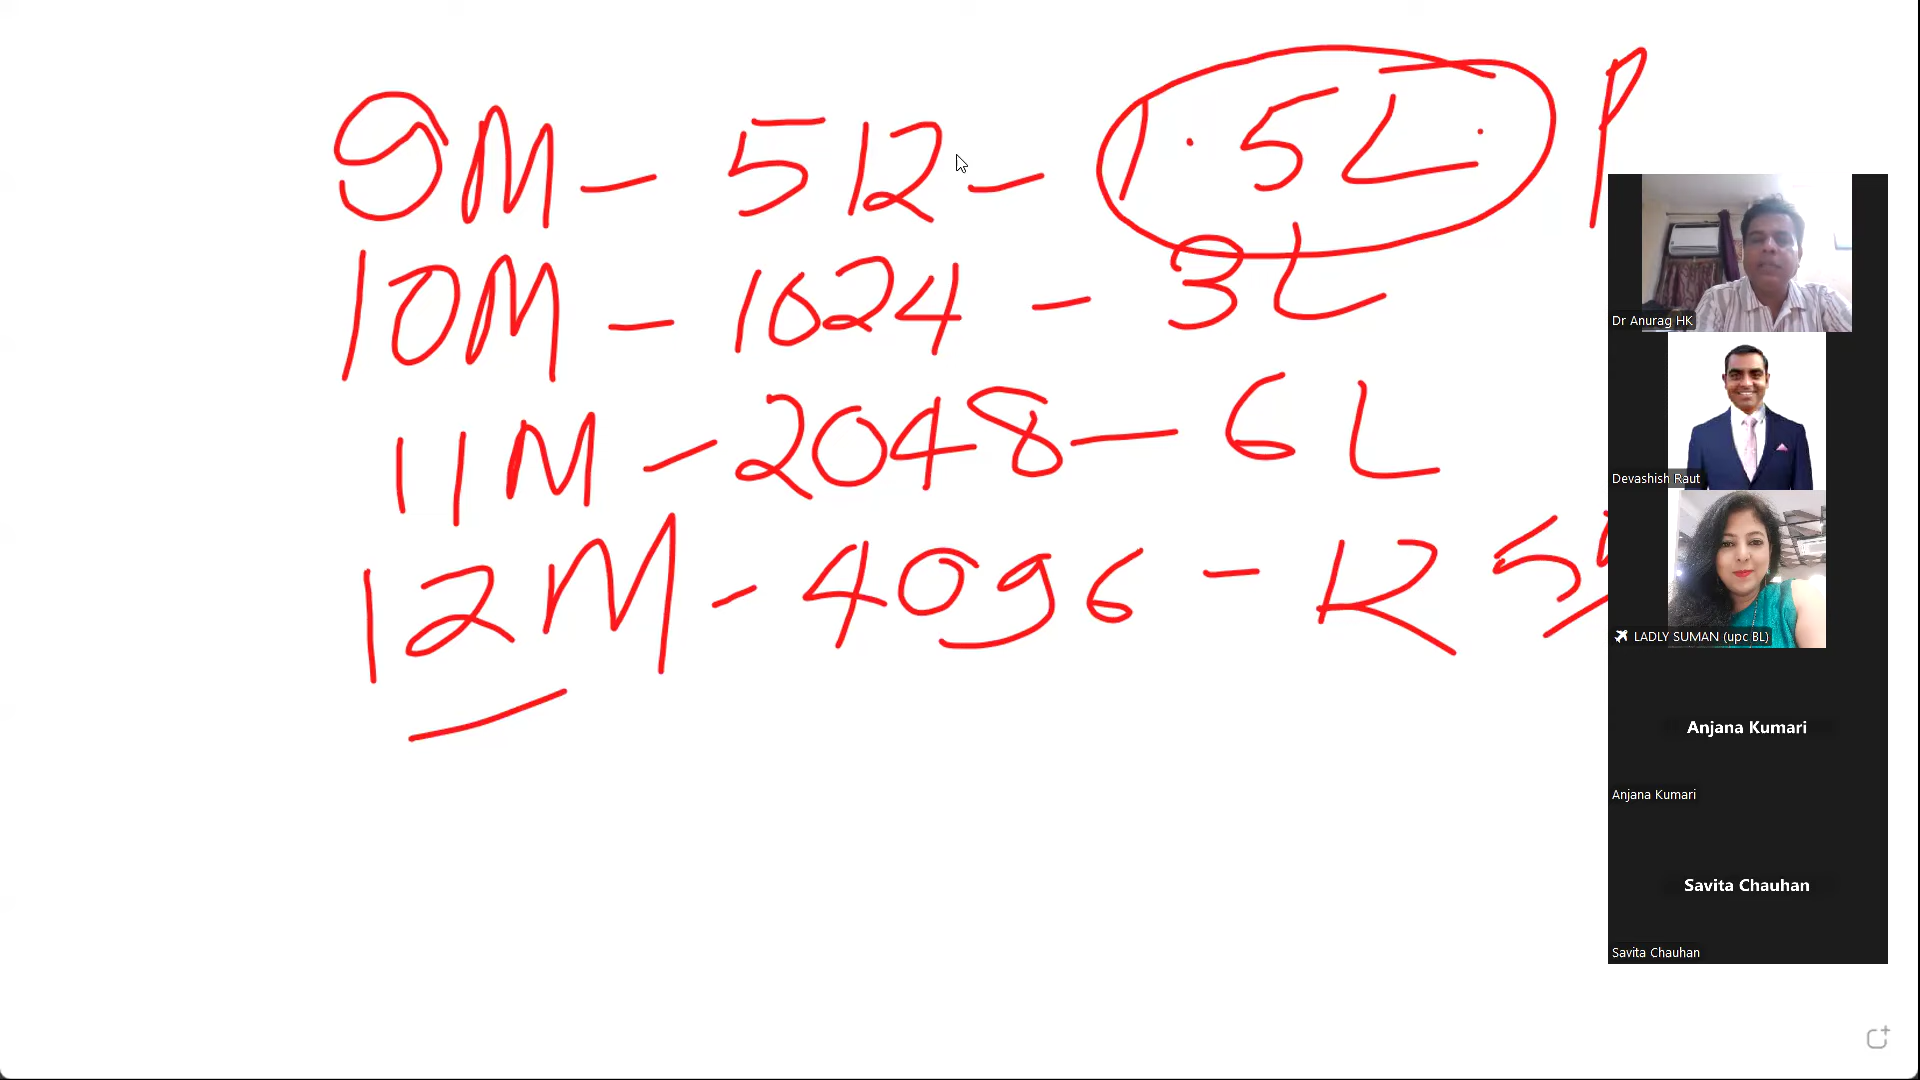 9M - 512 - 1.5L. P
10M - 1024 - 3L
11M - 2048 - 6L
12M - 4096 - 12
Dr Anurag HK
Devashish Raut
LADLY SUMAN (upc BL)
Anjana Kumari
Anjana Kumari
Savita Chauhan
Savita Chauhan